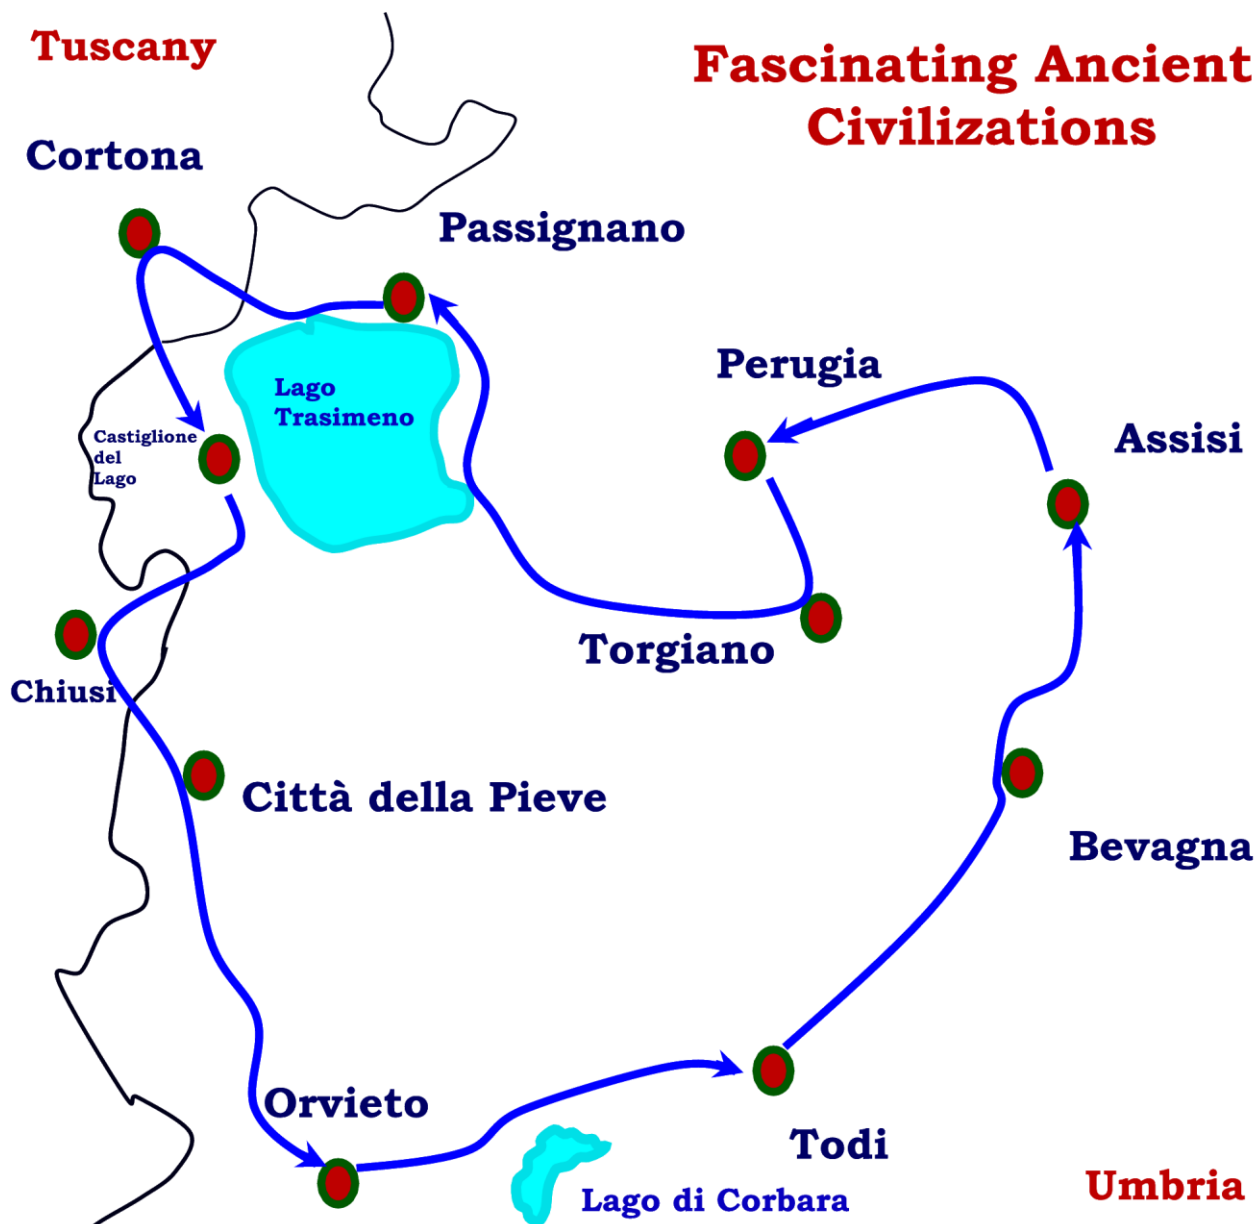 Tuscany
Fascinating Ancient
Civilizations
Cortona
Passignano
Perugia
Lago
Trasimeno
Assisi
Castiglione
del
Lago
Torgiano
Chiusi
Città della Pieve
Bevagna
Orvieto
Todi
Umbria
Lago di Corbara